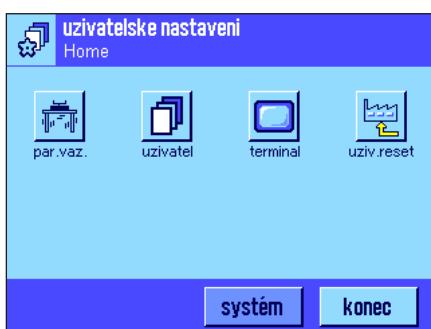 uzivatelske nastaveni
Home
par.vaz.
uzivatel
terminal
uziv.reset
systém
konec